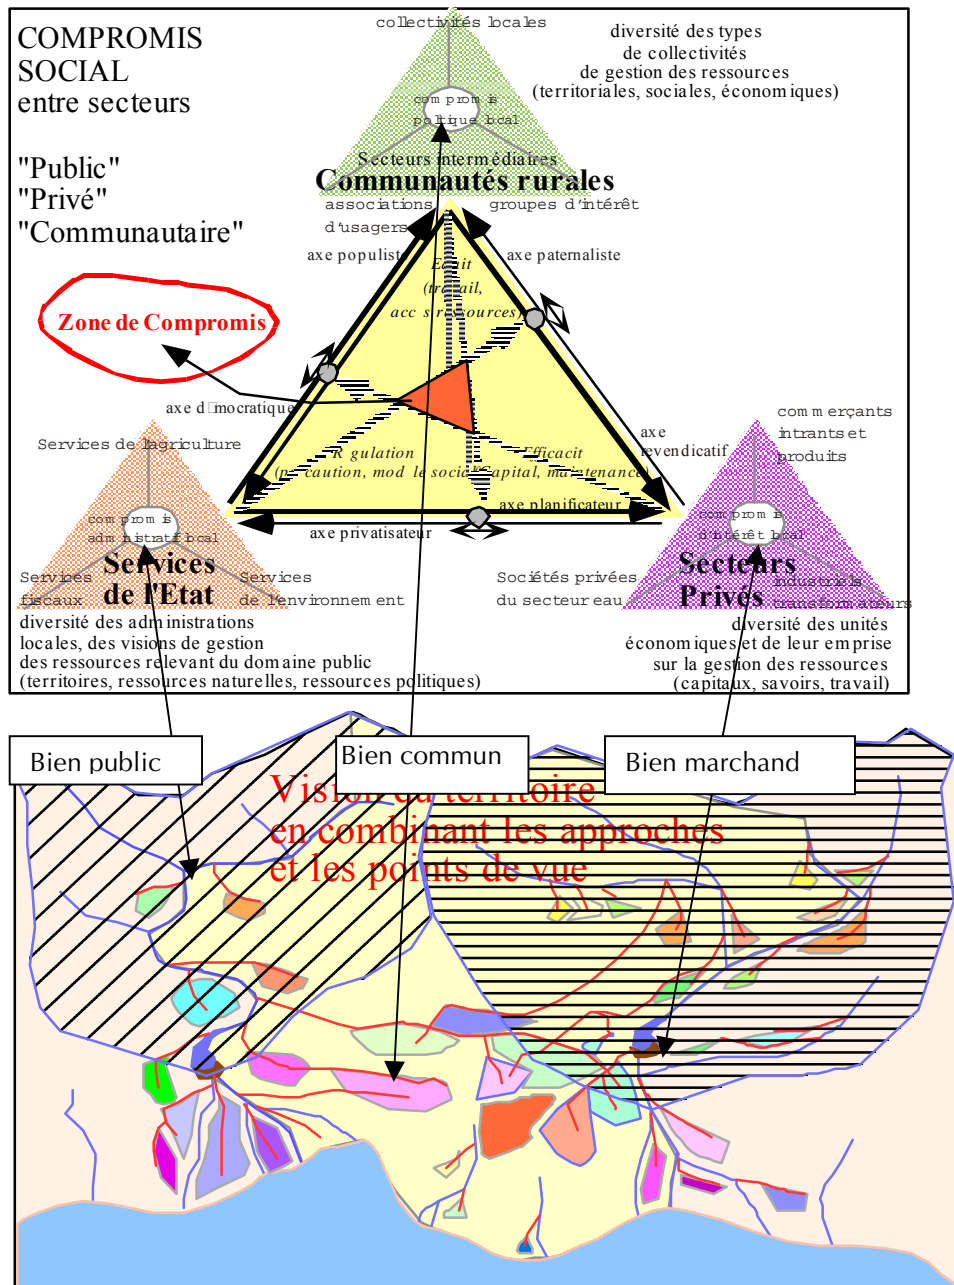 COMPROMIS
SOCIAL
entre secteurs
"Public"
"Privé"
"Communautaire"
collectivités locales
diversité des types
de collectivités
de gestion des ressources
(territoriales, sociales, économiques)
compromis
politique local
Secteurs intermédiaires
Communautés rurales
associations
d'usagers
groupes d'intérêt
axe populiste
axe paternaliste
(travail,
Zone de Compromis
axe planificateur
axe privatisateur
axe
revendicatif
Services de l'agriculture
compromis
administratif local
Services
de l'Etat
Services
fiscaux
Services
de l'environnement
diversité des administrations
locales, des visions de gestion
des ressources relevant du domaine public
(territoires, ressources naturelles, ressources politiques)
commerçants
intrants et
produits
compromis
d'intérêt local
Secteurs
Privés
Sociétés privées
du secteur eau
industriels
transformateurs
diversité des unités
économiques et de leur emprise
sur la gestion des ressources
(capitaux, savoirs, travail)
Bien public
Bien commun
Bien marchand
Vision du territoire
en combinant les approches
et les points de vue